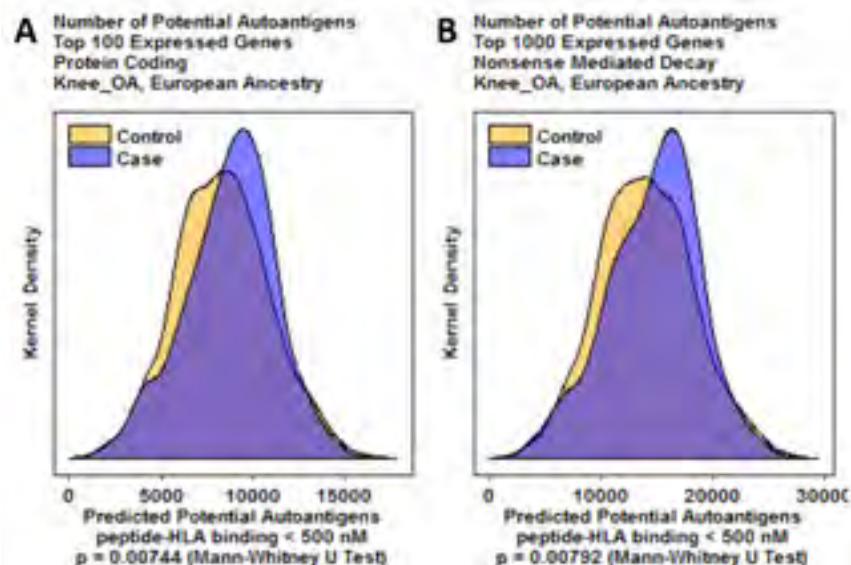 A
Number of Potential Autoantigens
Top 100 Expressed Genes
Protein Coding
Knee_OA, European Ancestry
Control
Case
Kernel Density
0 5000 10000 15000
Predicted Potential Autoantigens
peptide-HLA binding < 500 nM
p = 0.00744 (Mann-Whitney U Test)
B
Number of Potential Autoantigens
Top 1000 Expressed Genes
Nonsense Mediated Decay
Knee_OA, European Ancestry
Control
Case
Kernel Density
0 10000 20000 30000
Predicted Potential Autoantigens
peptide-HLA binding < 500 nM
p = 0.00792 (Mann-Whitney U Test)